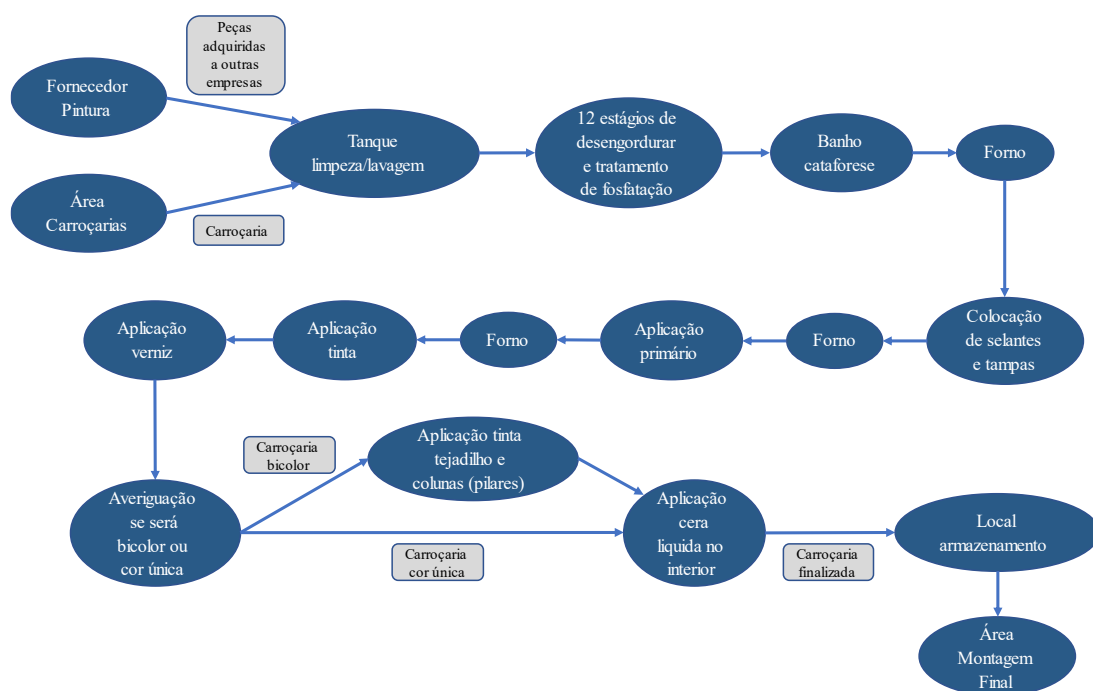 Peças
adquiridas
a outras
empresas
Fornecedor
Pintura
Tanque
limpeza/lavagem
12 estágios de
desengordurar
e tratamento
de fosfatação
Banho
cataforese
Forno
Área
Carroçarias
Carroçaria
Colocação
de selantes
e tampas
Forno
Aplicação
primário
Forno
Aplicação
tinta
Aplicação
verniz
Averiguação
se será
bicolor ou
cor única
Carroçaria
bicolor
Aplicação tinta
tejadilho e
colunas (pilares)
Carroçaria
cor única
Aplicação
cera
liquida no
interior
Carroçaria
finalizada
Local
armazenamento
Área
Montagem
Final